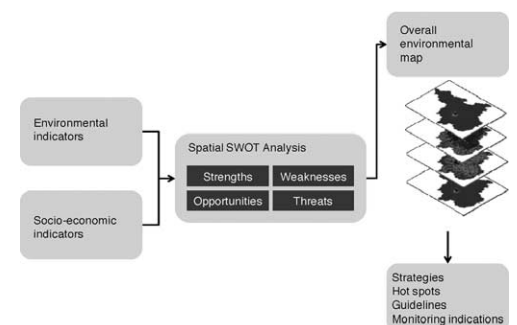 Overall
environmental
map
Environmental
indicators
Spatial SWOT Analysis
Strengths
Weaknesses
Opportunities
Threats
Socio-economic
indicators
Strategies
Hot spots
Guidelines
Monitoring indications